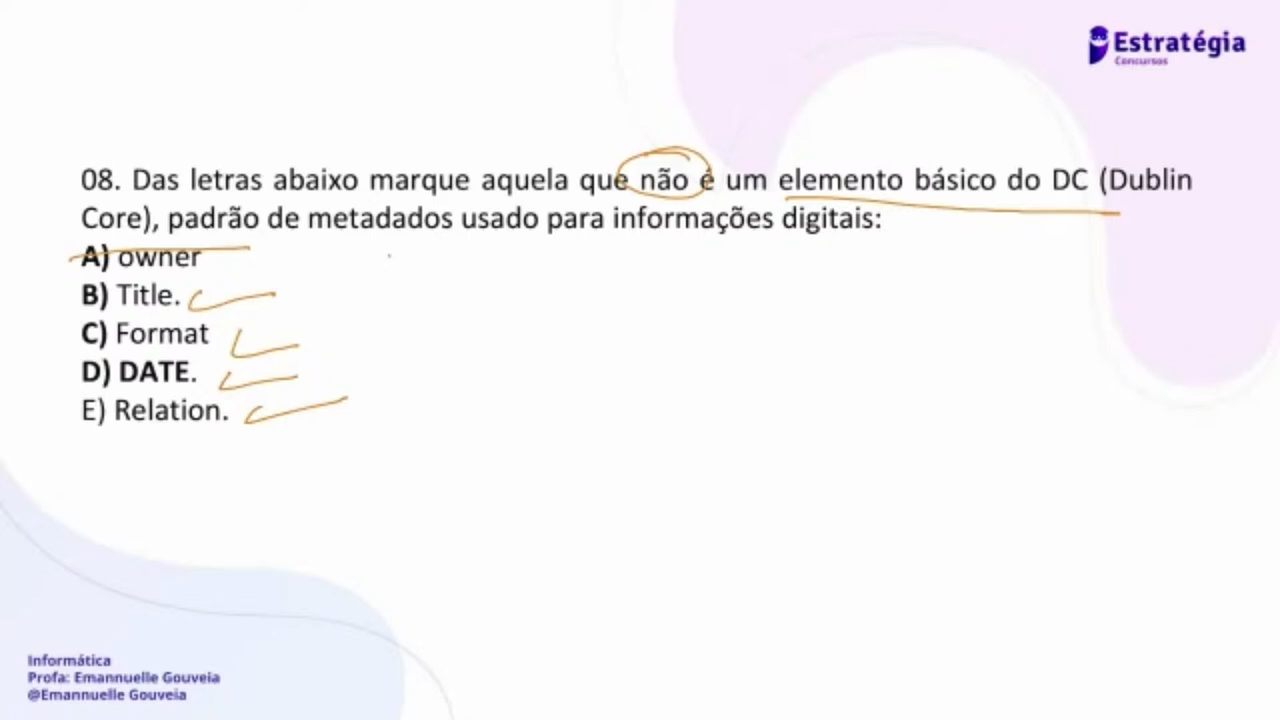 Estratégia
Concursos
08. Das letras abaixo marque aquela que não é um elemento básico do DC (Dublin
Core), padrão de metadados usado para informações digitais:
A) owner
B) Title.
C) Format
D) DATE.
E) Relation.
Informática
Profa: Emannuelle Gouveia
@Emannuelle Gouveia